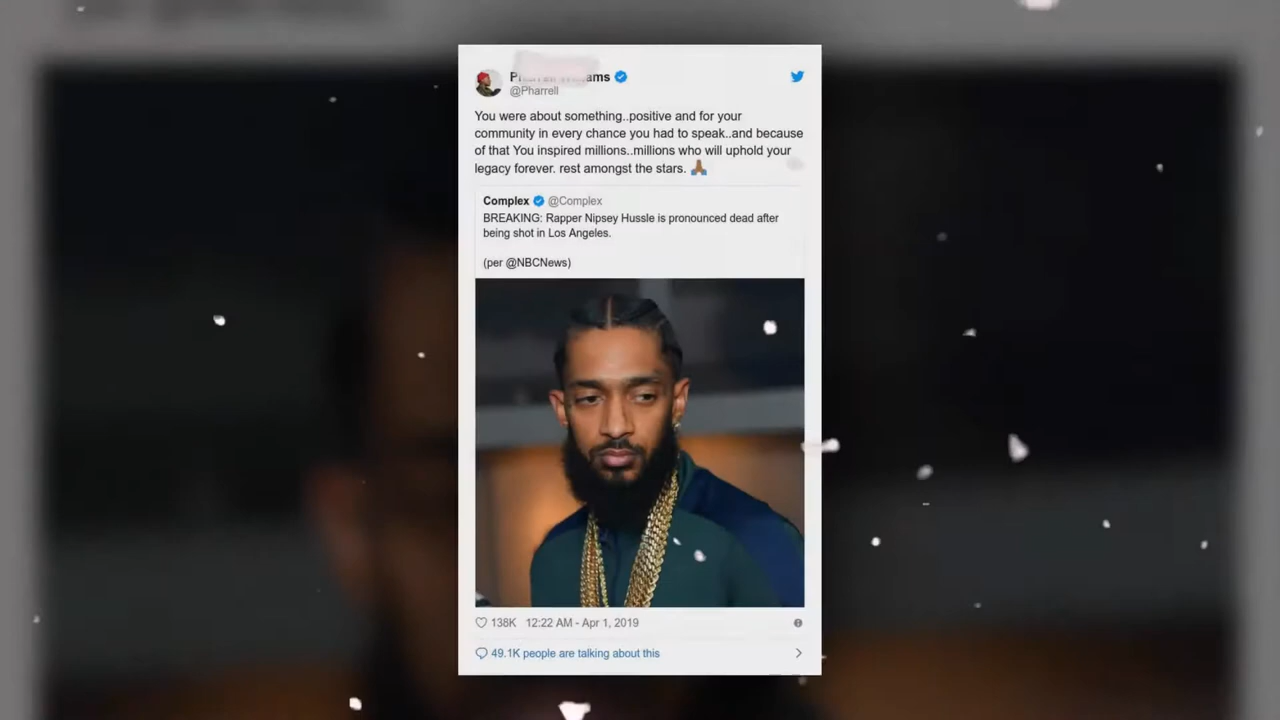 @Pharrell
You were about something..positive and for your
community in every chance you had to speak..and because
of that You inspired millions..millions who will uphold your
legacy forever. rest amongst the stars. 🙏🏾
Complex @Complex
BREAKING: Rapper Nipsey Hussle is pronounced dead after
being shot in Los Angeles.
(per @NBCNews)
138K 12:22 AM - Apr 1, 2019
49.1K people are talking about this